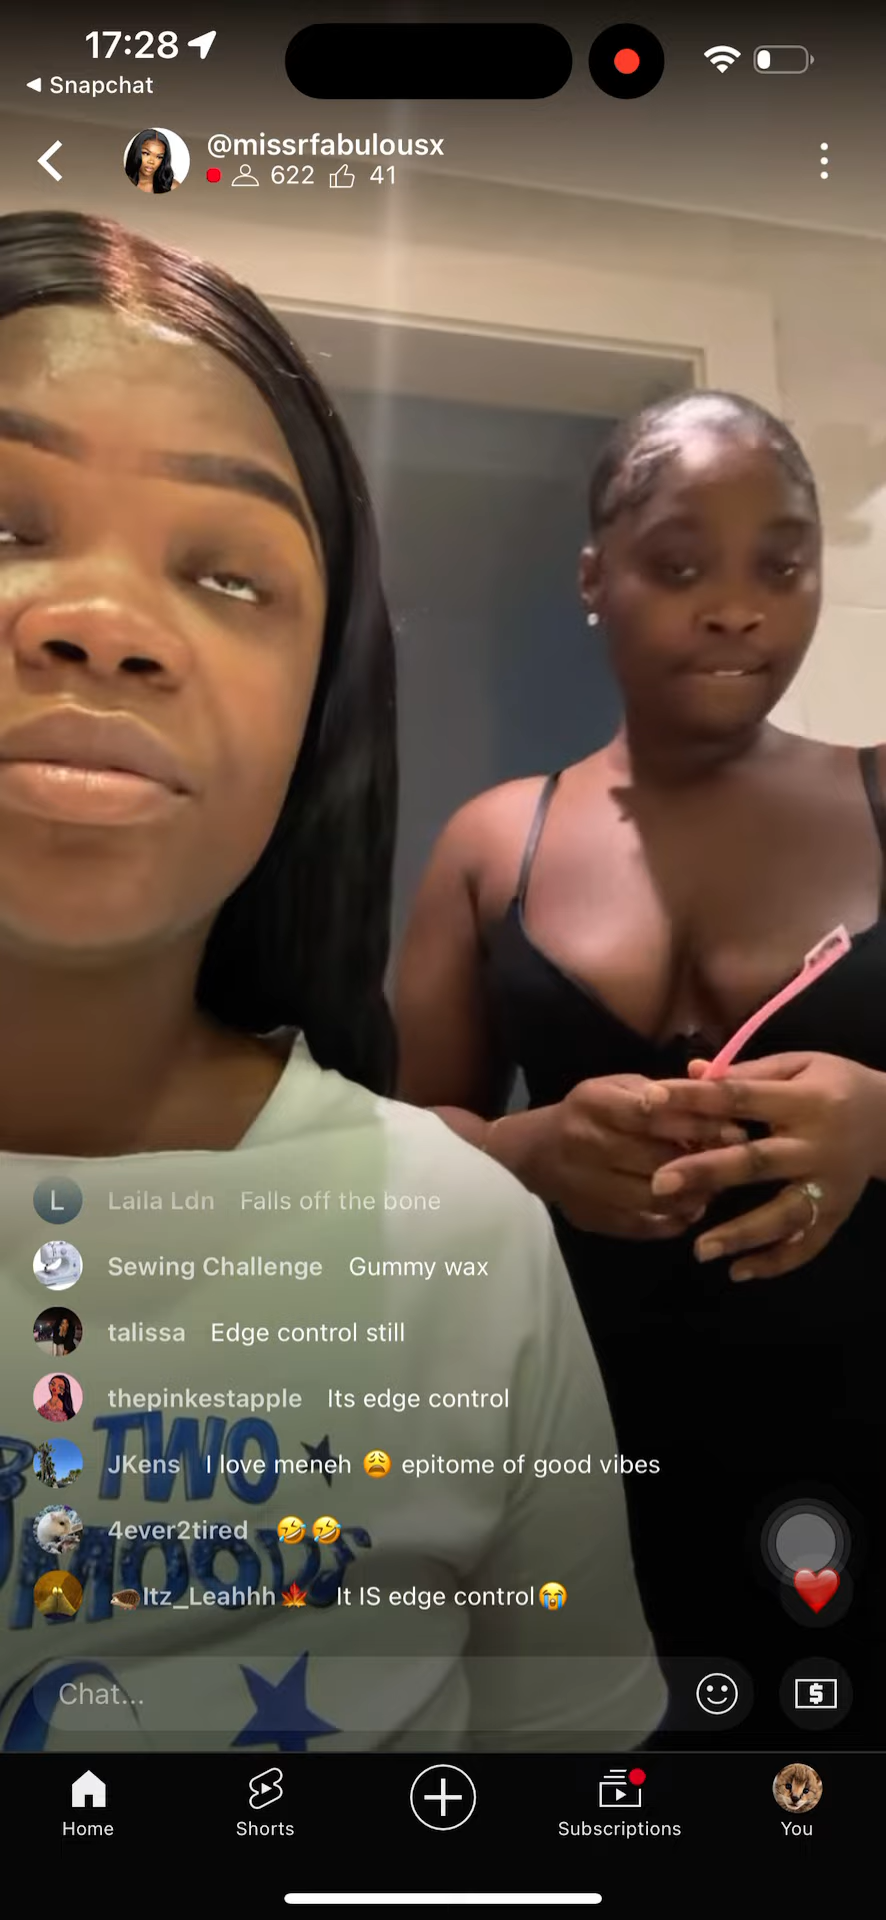 17:28
Snapchat
@missrfabulousx
622 41
Laila Ldn Falls off the bone
Sewing Challenge Gummy wax
talissa Edge control still
thepinkestapple Its edge control
TWO
JKens I love meneh 😩 epitome of good vibes
4ever2tired 🤣🤣
MOODS
Itz_Leahhh🍁 It IS edge control😭
Chat...
Home Shorts Subscriptions You